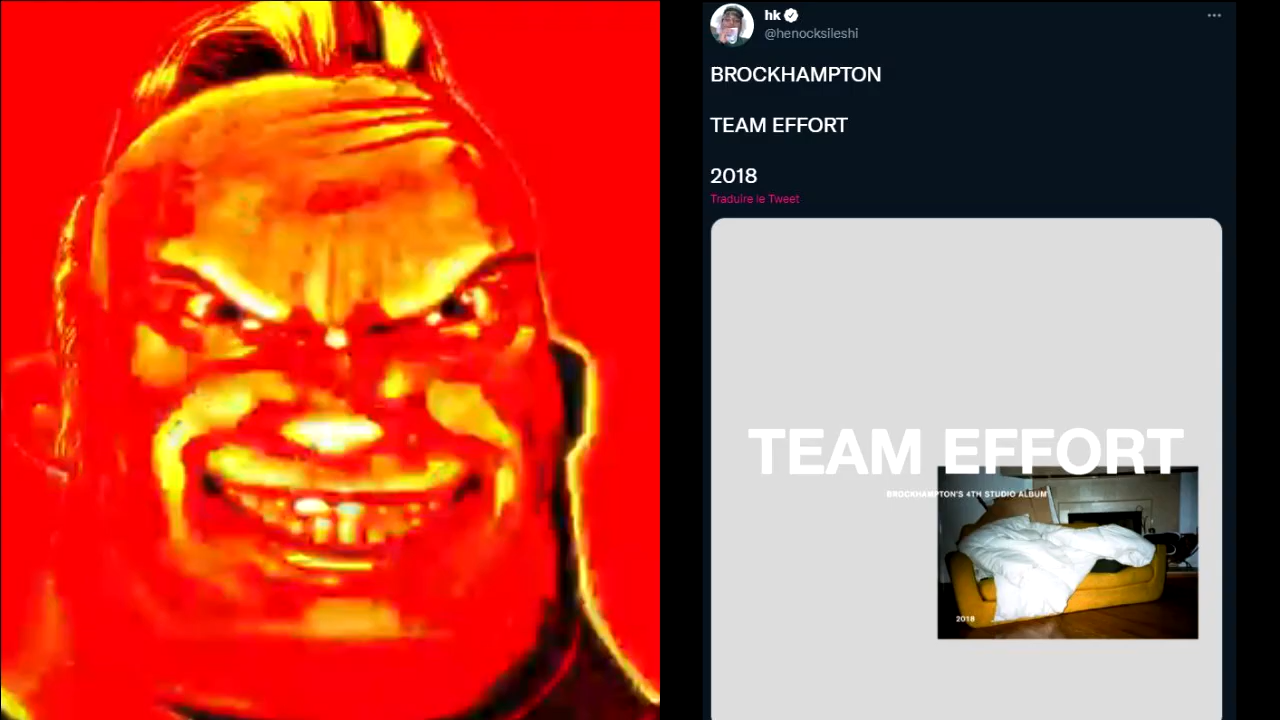 hk
@henocksileshi
BROCKHAMPTON
TEAM EFFORT
2018
Traduire le Tweet
TEAM EFFORT
BROCKHAMPTON'S 4TH STUDIO ALBUM
2018